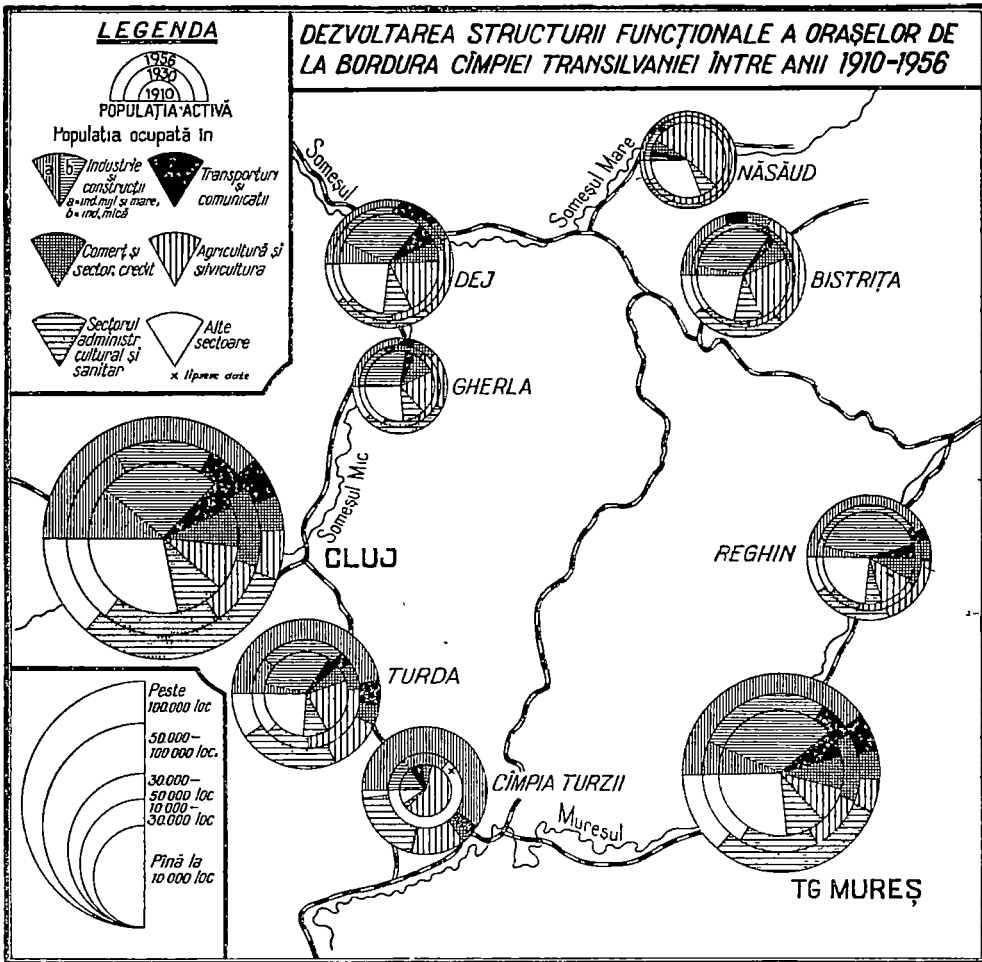 LEGENDA
1956
1930
1910
POPULAȚIA ACTIVĂ
Populatia ocupată în
a b Industrie
și
construcții
a=ind.mijl și mare,
b=ind.mică
Transporturi
și
comunicații
Comerț și
sector, credit
Agricultură și
silvicultura
Sectorul
administr.
cultural și
sanitar
Alte
sectoare
x lipsesc date
DEZVOLTAREA STRUCTURII FUNCȚIONALE A ORAȘELOR DE
LA BORDURA CÎMPIEI TRANSILVANIEI ÎNTRE ANII 1910-1956
Someșul
Someșul Mare
NĂSĂUD
DEJ
BISTRIȚA
GHERLA
Someșul Mic
CLUJ
REGHIN
TURDA
x
CÎMPIA TURZII
Mureșul
TG MUREȘ
Peste
100.000 loc
50.000-
100 000 loc.
30.000-
50 000 loc
10 000-
30.000 loc
Pînă la
10 000 loc